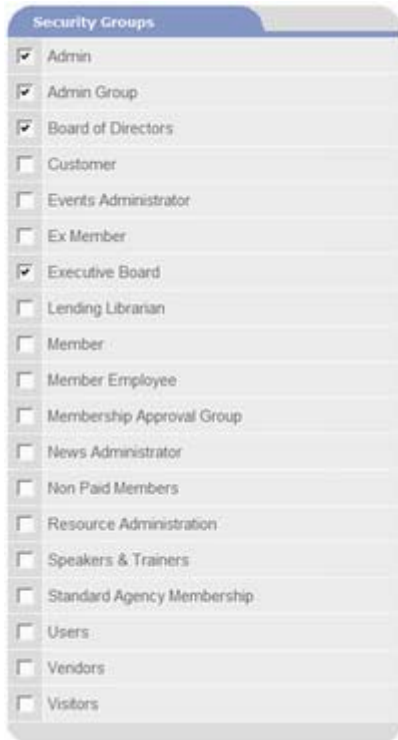 Security Groups
Admin
Admin Group
Board of Directors
Customer
Events Administrator
Ex Member
Executive Board
Lending Librarian
Member
Member Employee
Membership Approval Group
News Administrator
Non Paid Members
Resource Administration
Speakers & Trainers
Standard Agency Membership
Users
Vendors
Visitors